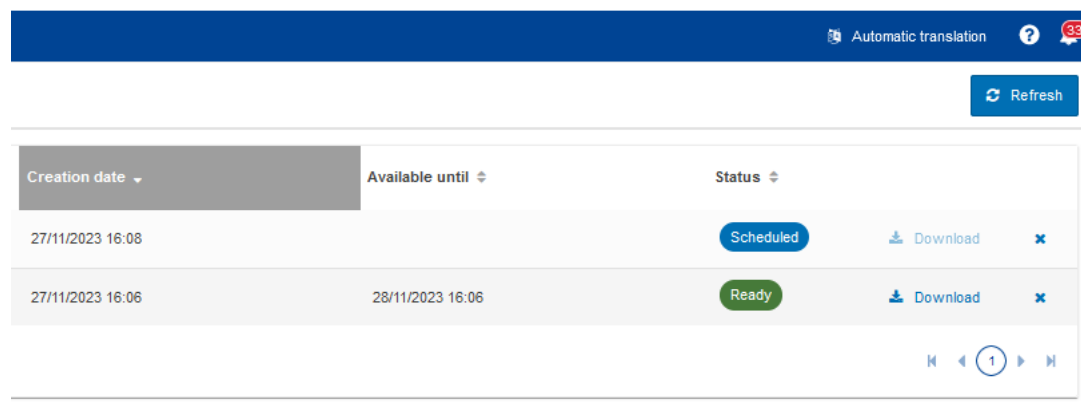 Automatic translation 33
Refresh
Creation date Available until Status
27/11/2023 16:08 Scheduled Download
27/11/2023 16:06 28/11/2023 16:06 Ready Download
1